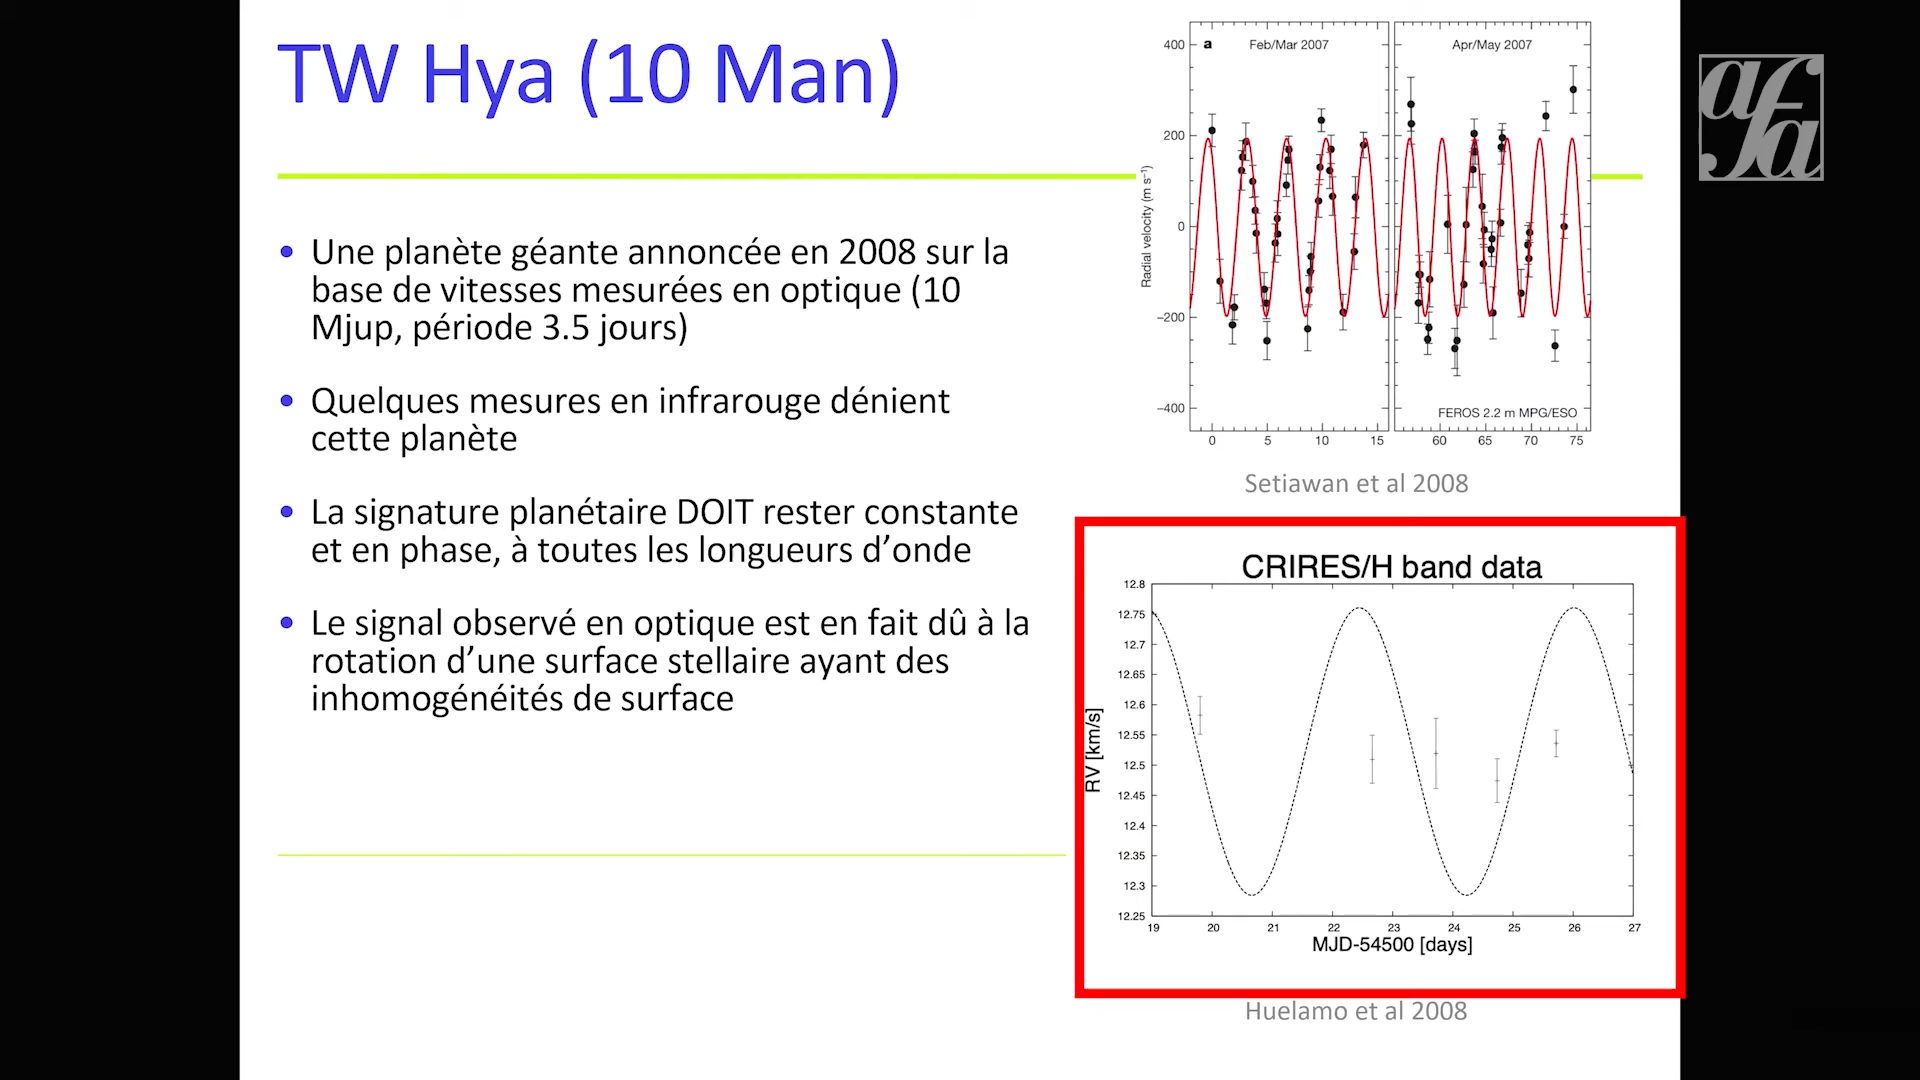 TW Hya (10 Man)
• Une planète géante annoncée en 2008 sur la
base de vitesses mesurées en optique (10
Mjup, période 3.5 jours)
• Quelques mesures en infrarouge dénient
cette planète
• La signature planétaire DOIT rester constante
et en phase, à toutes les longueurs d’onde
• Le signal observé en optique est en fait dû à la
rotation d’une surface stellaire ayant des
inhomogénéités de surface
a Feb/Mar 2007 Apr/May 2007
Radial velocity (m s⁻¹)
400
200
0
−200
−400
FEROS 2.2 m MPG/ESO
0 5 10 15 60 65 70 75
Setiawan et al 2008
CRIRES/H band data
RV [km/s]
12.8
12.75
12.7
12.65
12.6
12.55
12.5
12.45
12.4
12.35
12.3
12.25
19 20 21 22 23 24 25 26 27
MJD-54500 [days]
Huelamo et al 2008
afa